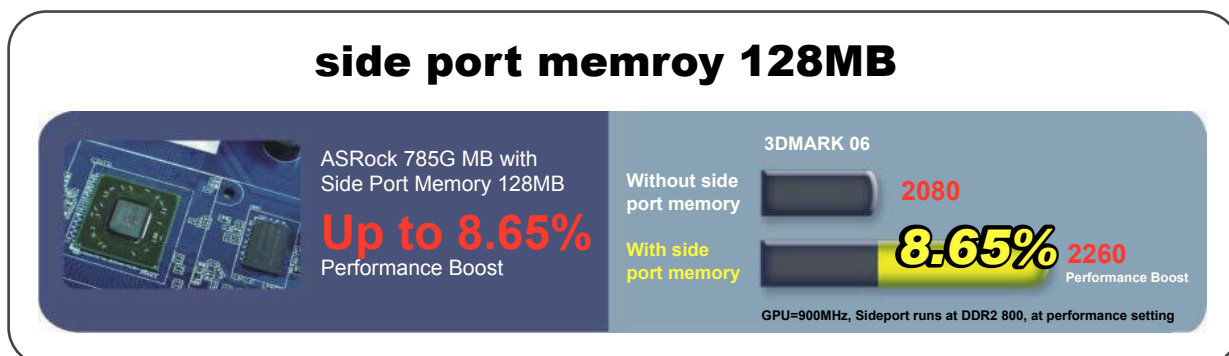 side port memroy 128MB
ASRock 785G MB with
Side Port Memory 128MB
Up to 8.65%
Performance Boost
3DMARK 06
Without side
port memory
2080
With side
port memory
8.65%
2260
Performance Boost
GPU=900MHz, Sideport runs at DDR2 800, at performance setting